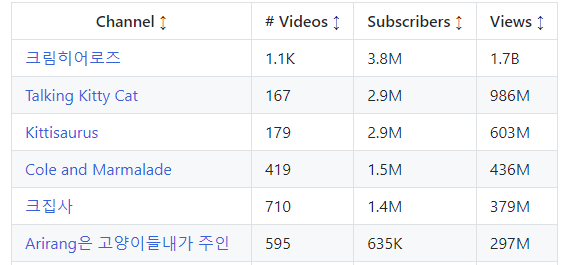 Channel ↕ # Videos ↕ Subscribers ↕ Views ↕
크림히어로즈 1.1K 3.8M 1.7B
Talking Kitty Cat 167 2.9M 986M
Kittisaurus 179 2.9M 603M
Cole and Marmalade 419 1.5M 436M
크집사 710 1.4M 379M
Arirang은 고양이들내가 주인 595 635K 297M